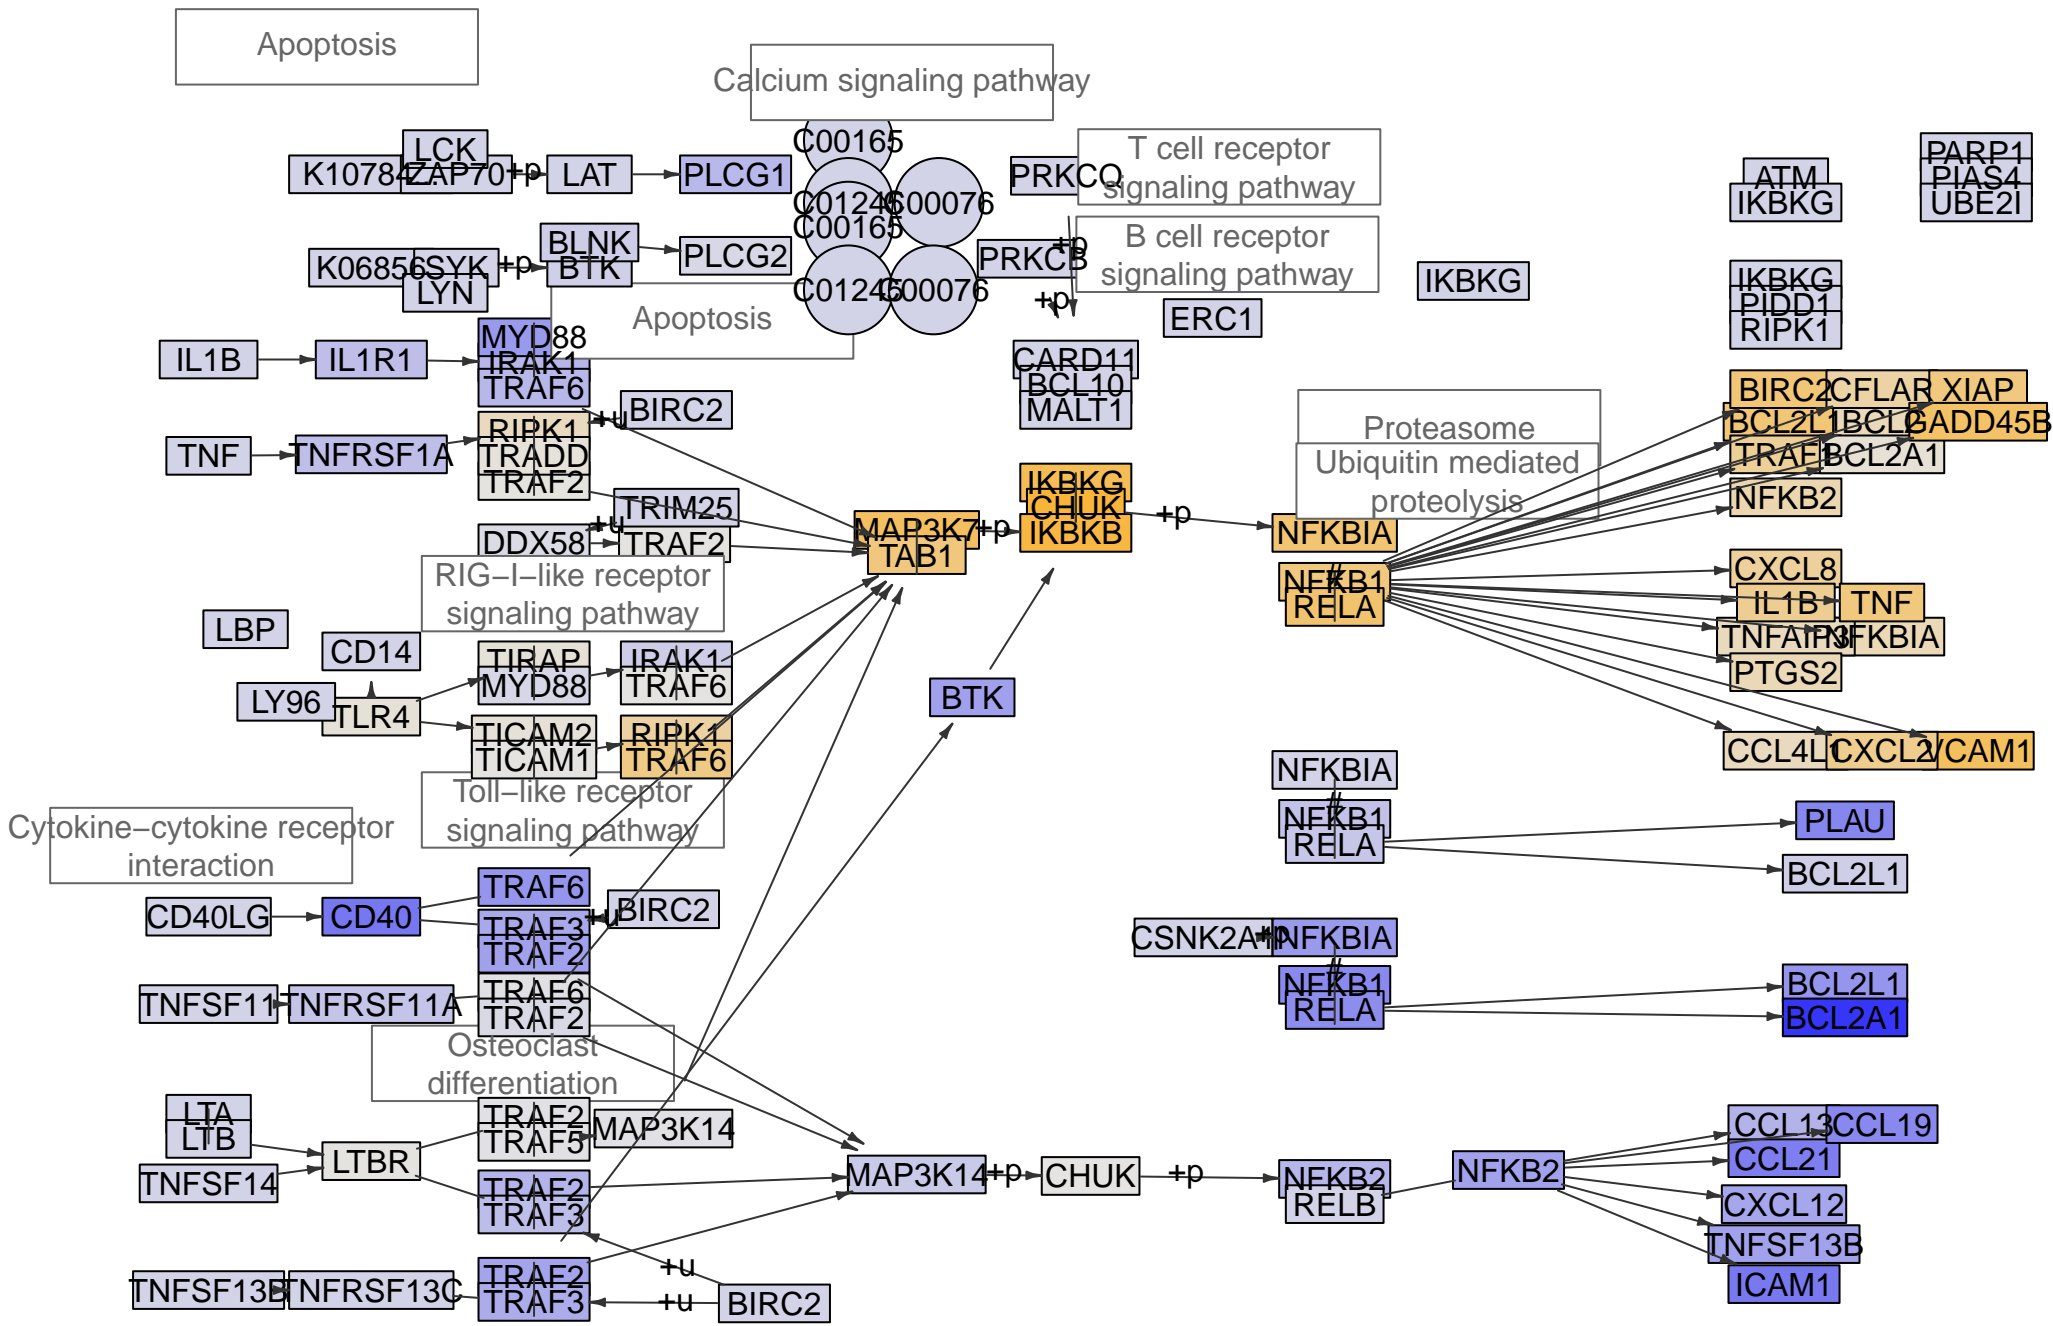 Apoptosis
Calcium signaling pathway
C00165
T cell receptor
signaling pathway
PARP1
LCK
K10784
ZAP70
+p
LAT
PLCG1
PRKCQ
ATM
PIAS4
C01246
C00076
IKBKG
UBE2I
C00165
B cell receptor
signaling pathway
BLNK
+p
PLCG2
PRKCB
K06856
SYK
+p
BTK
LYN
IKBKG
IKBKG
C01245
C00076
+p
PIDD1
Apoptosis
ERC1
RIPK1
MYD88
IL1B
IL1R1
IRAK1
CARD11
TRAF6
BCL10
BIRC2
CFLAR
XIAP
BIRC2
MALT1
+u
RIPK1
BCL2L1
BCL2
GADD45B
Proteasome
TNF
TNFRSF1A
TRADD
TRAF1
BCL2A1
Ubiquitin mediated
proteolysis
TRAF2
IKBKG
NFKB2
TRIM25
CHUK
+u
+p
MAP3K7
+p
IKBKB
NFKBIA
DDX58
TRAF2
TAB1
RIG−I−like receptor
signaling pathway
CXCL8
//
NFKB1
RELA
IL1B
TNF
LBP
CD14
TNFAIP3
NFKBIA
TIRAP
IRAK1
MYD88
TRAF6
PTGS2
LY96
TLR4
BTK
TICAM2
RIPK1
TICAM1
TRAF6
CCL4L1
CXCL2
VCAM1
NFKBIA
Toll−like receptor
signaling pathway
//
NFKB1
PLAU
Cytokine−cytokine receptor
interaction
RELA
BCL2L1
TRAF6
CD40LG
CD40
TRAF3
+u
BIRC2
TRAF2
CSNK2A1
+p
NFKBIA
//
TRAF6
NFKB1
BCL2L1
TNFSF11
TNFRSF11A
TRAF2
RELA
BCL2A1
Osteoclast
differentiation
LTA
TRAF2
LTB
TRAF5
MAP3K14
CCL13
CCL19
LTBR
CCL21
TNFSF14
TRAF2
MAP3K14
+p
CHUK
+p
NFKB2
NFKB2
TRAF3
RELB
CXCL12
TNFSF13B
TRAF2
+u
ICAM1
TNFSF13B
TNFRSF13C
TRAF3
+u
BIRC2